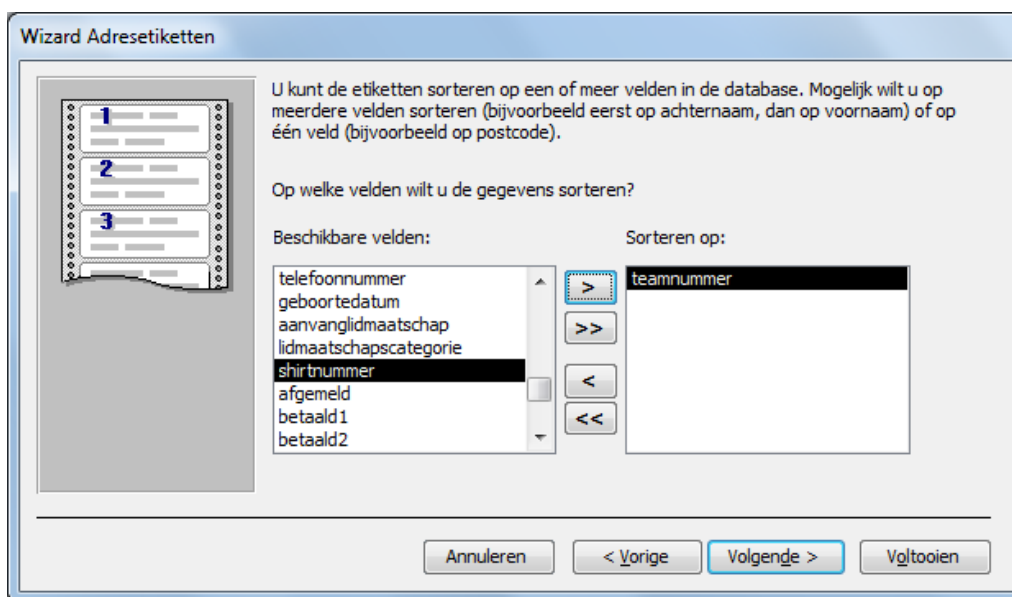 Wizard Adresetiketten
1
2
3
U kunt de etiketten sorteren op een of meer velden in de database. Mogelijk wilt u op
meerdere velden sorteren (bijvoorbeeld eerst op achternaam, dan op voornaam) of op
één veld (bijvoorbeeld op postcode).
Op welke velden wilt u de gegevens sorteren?
Beschikbare velden:
telefoonnummer
geboortedatum
aanvanglidmaatschap
lidmaatschapscategorie
shirtnummer
afgemeld
betaald1
betaald2
>
>>
<
<<
Sorteren op:
teamnummer
Annuleren
< Vorige
Volgende >
Voltooien